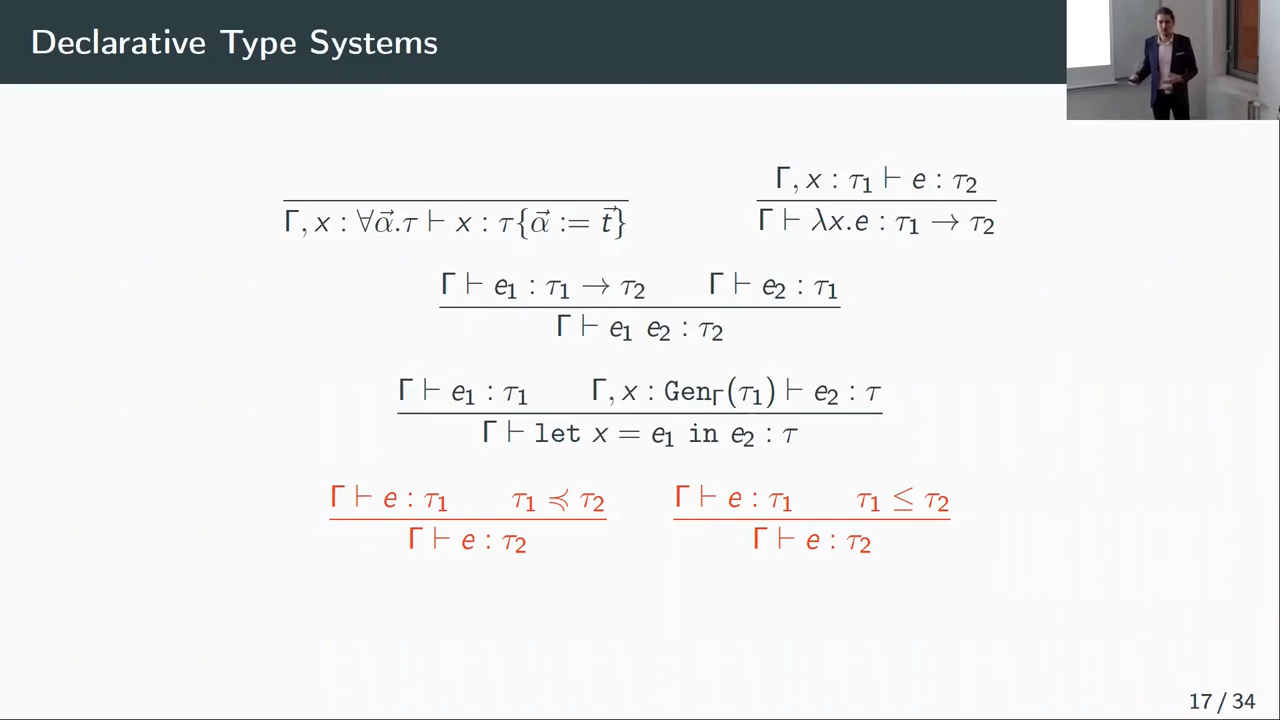 Declarative Type Systems
Γ, x : τ₁ ⊢ e : τ₂
Γ, x : ∀α⃗.τ ⊢ x : τ{α⃗ := t⃗}
Γ ⊢ λx.e : τ₁ → τ₂
Γ ⊢ e₁ : τ₁ → τ₂ Γ ⊢ e₂ : τ₁
Γ ⊢ e₁ e₂ : τ₂
Γ ⊢ e₁ : τ₁ Γ, x : Gen_Γ(τ₁) ⊢ e₂ : τ
Γ ⊢ let x = e₁ in e₂ : τ
Γ ⊢ e : τ₁ τ₁ ≼ τ₂
Γ ⊢ e : τ₂
Γ ⊢ e : τ₁ τ₁ ≤ τ₂
Γ ⊢ e : τ₂
17 / 34